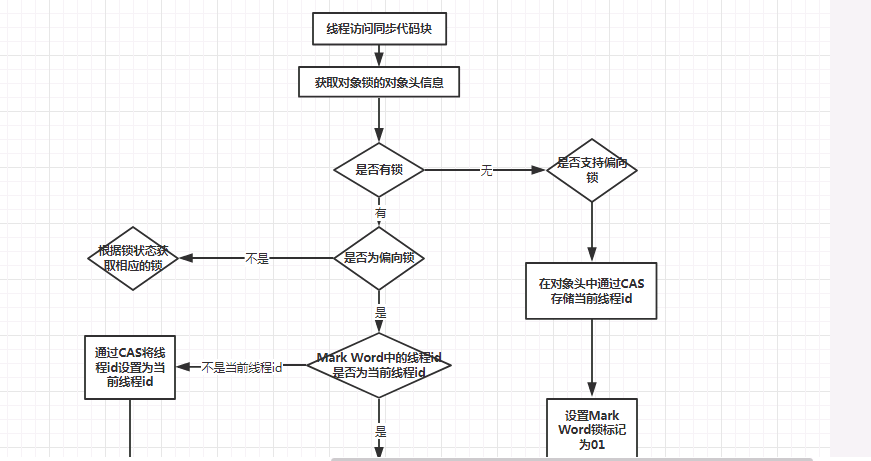 线程访问同步代码块
获取对象锁的对象头信息
是否有锁
无
是否支持偏向
锁
有
根据锁状态获
取相应的锁
不是
是否为偏向锁
在对象头中通过CAS
存储当前线程id
是
通过CAS将线
程id设置为当
前线程id
不是当前线程id
Mark Word中的线程id
是否为当前线程id
设置Mark
Word锁标记
为01
是